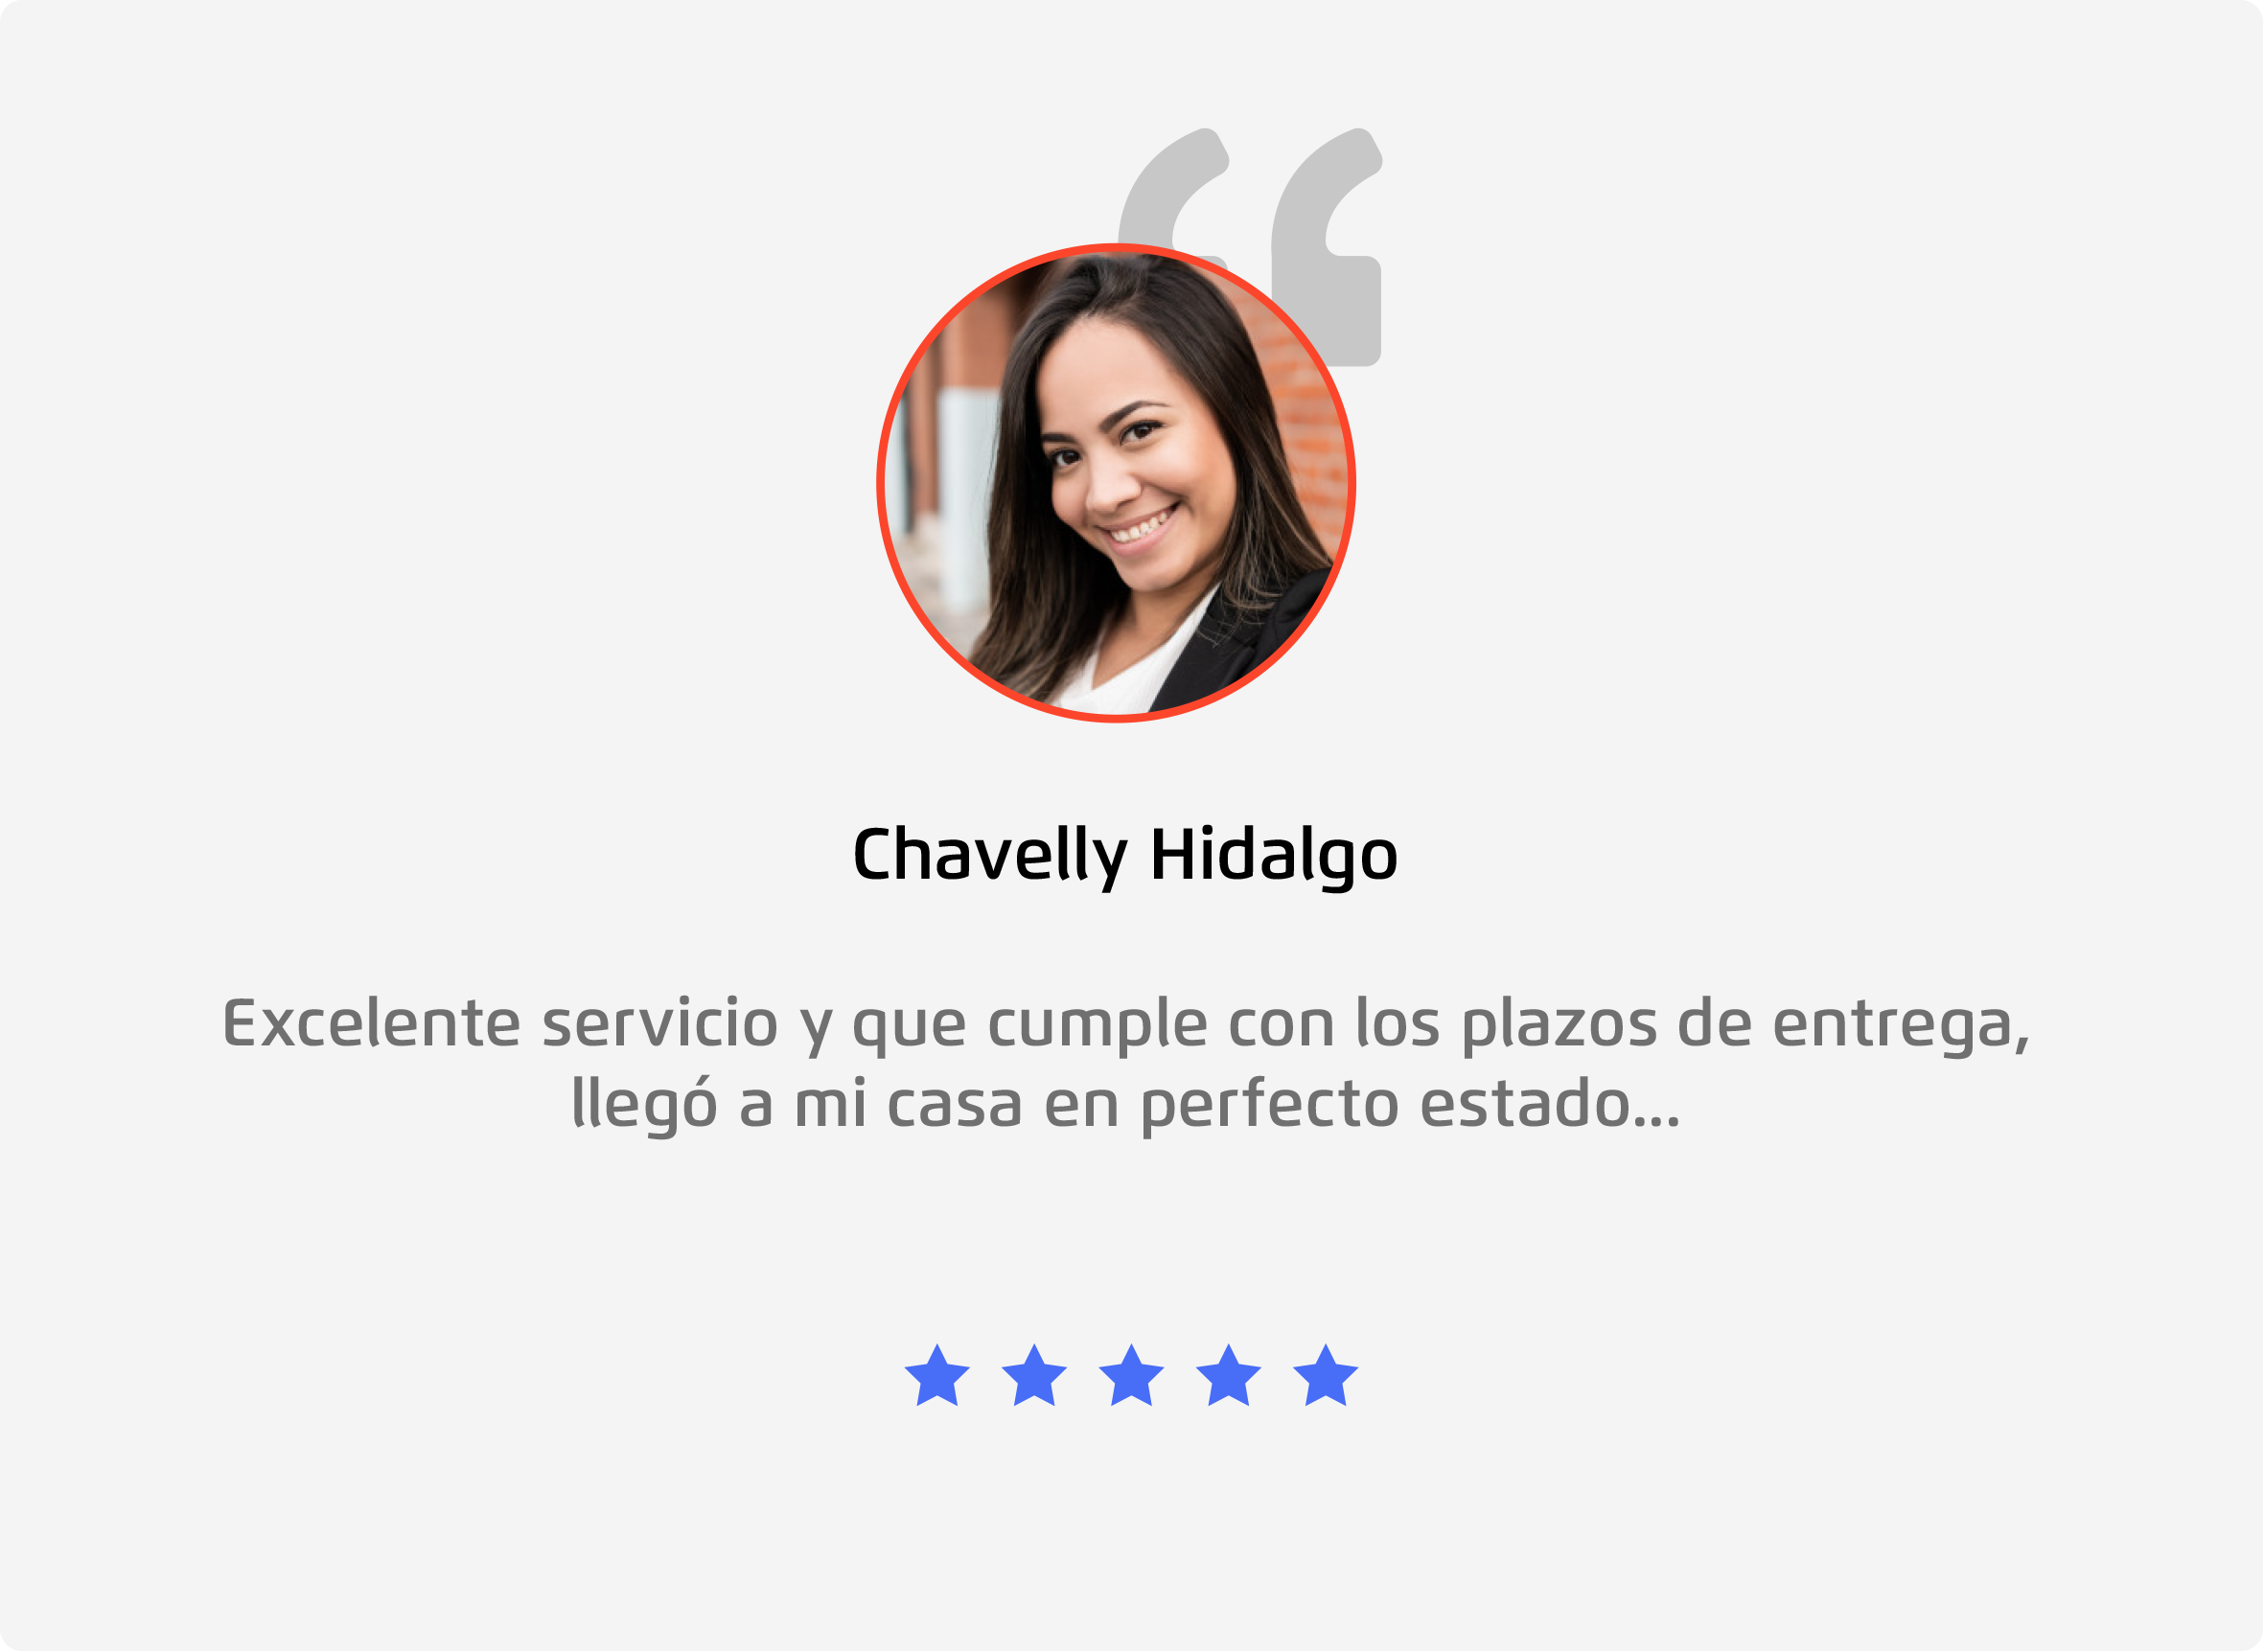 Chavelly Hidalgo
Excelente servicio y que cumple con los plazos de entrega,
llegó a mi casa en perfecto estado...